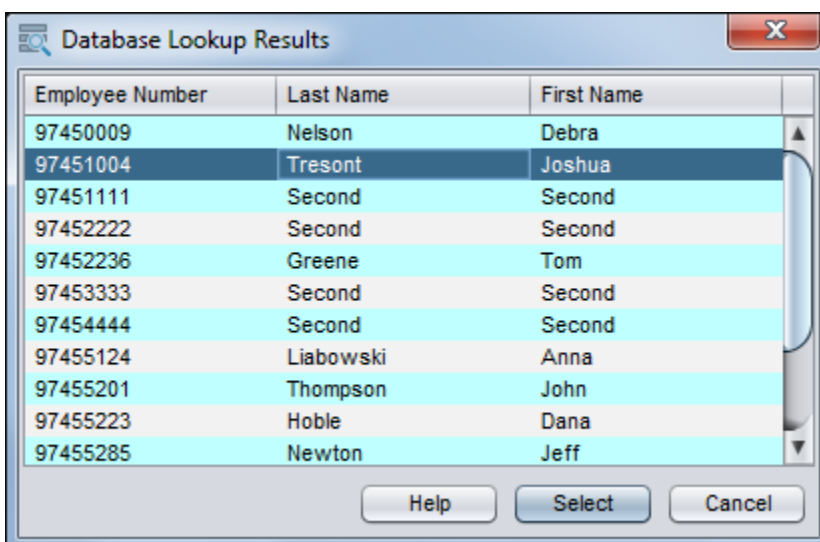 Database Lookup Results
Employee Number Last Name First Name
97450009 Nelson Debra
97451004 Tresont Joshua
97451111 Second Second
97452222 Second Second
97452236 Greene Tom
97453333 Second Second
97454444 Second Second
97455124 Liabowski Anna
97455201 Thompson John
97455223 Hoble Dana
97455285 Newton Jeff
Help Select Cancel